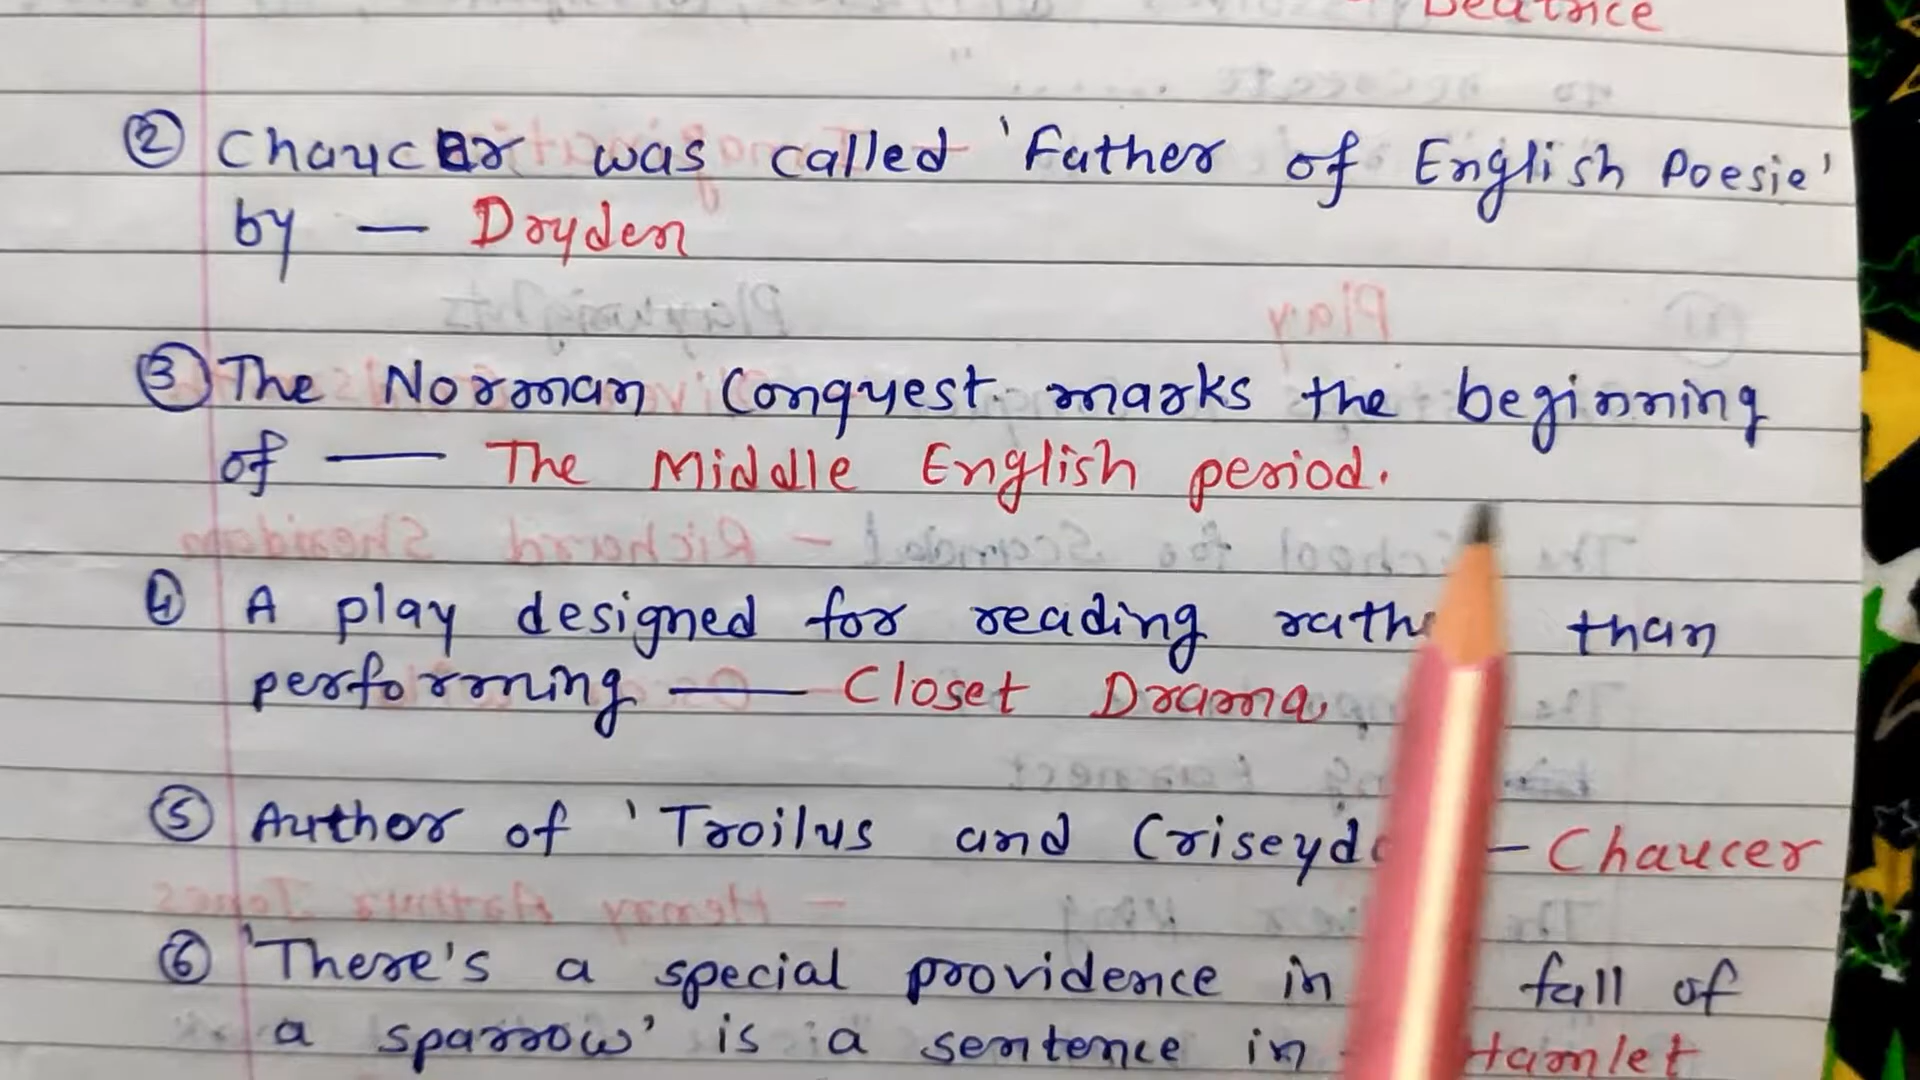 Beatrice
② Chaucer was called 'Father of English Poesie'
by — Dryden
③ The Norman Conquest marks the beginning
of — The Middle English period.
④ A play designed for reading than
performing — Closet Drama
⑤ Author of 'Troilus and — Chaucer
⑥ 'There's a special providence in fall of
a sparrow' is a sentence in Hamlet